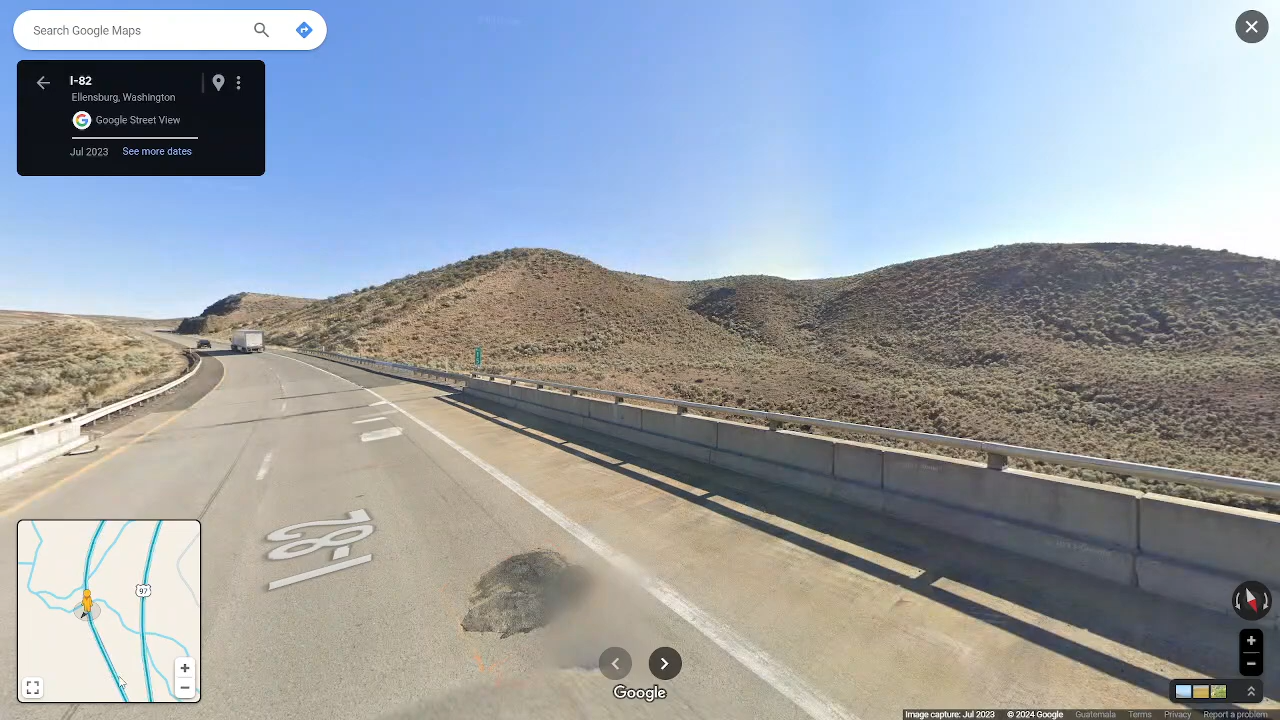 Search Google Maps
I-82
Ellensburg, Washington
Google Street View
Jul 2023 See more dates
I-82
97
Google
Image capture: Jul 2023 © 2024 Google Guatemala Terms Privacy Report a problem